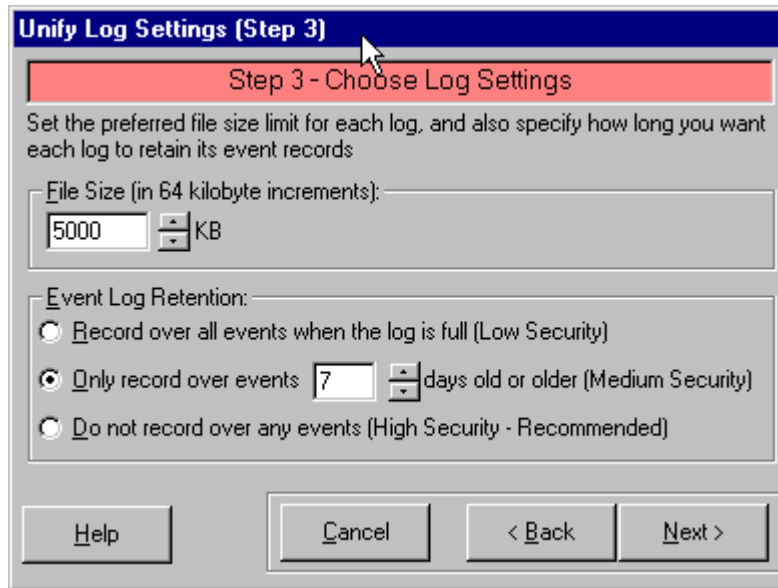 Unify Log Settings (Step 3)
Step 3 - Choose Log Settings
Set the preferred file size limit for each log, and also specify how long you want
each log to retain its event records
File Size (in 64 kilobyte increments):
5000 KB
Event Log Retention:
Record over all events when the log is full (Low Security)
Only record over events 7 days old or older (Medium Security)
Do not record over any events (High Security - Recommended)
Help Cancel < Back Next >